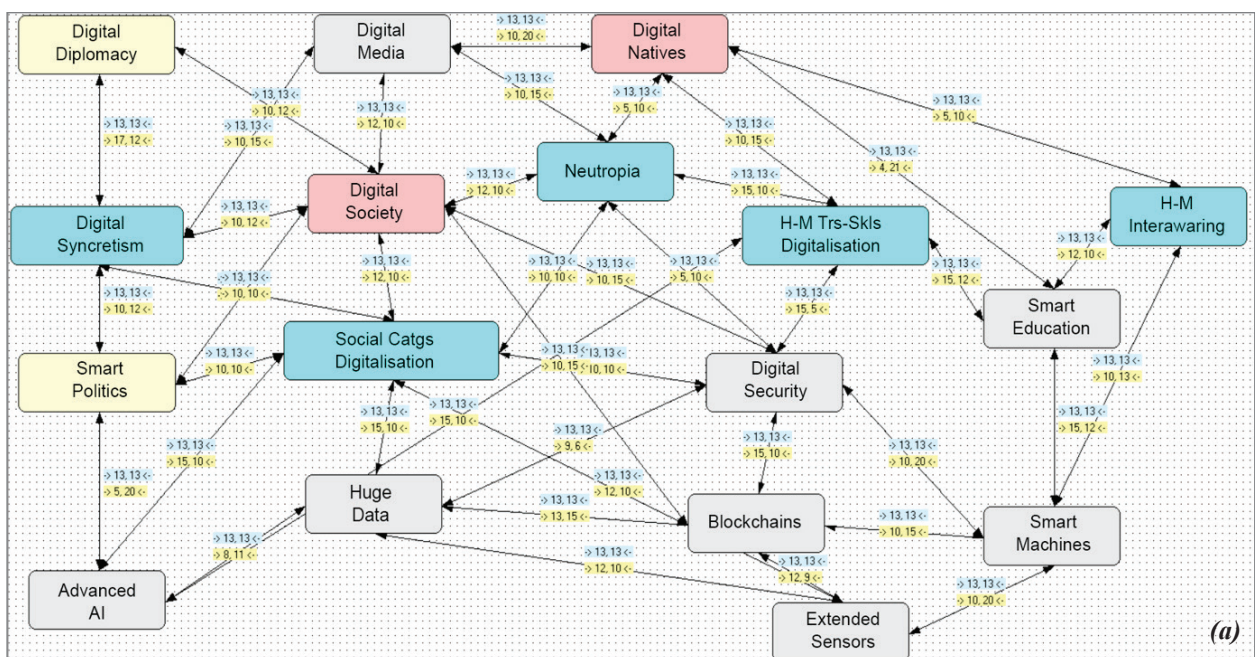 Digital
Diplomacy
Digital
Media
-> 13, 13 <-
-> 10, 20 <-
Digital
Natives
-> 13, 13 <-
-> 10, 12 <-
-> 13, 13 <-
-> 12, 10 <-
-> 13, 13 <-
-> 10, 15 <-
-> 13, 13 <-
-> 5, 10 <-
-> 13, 13 <-
-> 5, 10 <-
-> 13, 13 <-
-> 17, 12 <-
-> 13, 13 <-
-> 10, 15 <-
-> 13, 13 <-
-> 10, 15 <-
-> 13, 13 <-
-> 4, 21 <-
Neutropia
Digital
Society
-> 13, 13 <-
-> 12, 10 <-
-> 13, 13 <-
-> 15, 10 <-
Digital
Syncretism
-> 13, 13 <-
-> 10, 12 <-
H-M Trs-Skls
Digitalisation
H-M
Interawaring
-> 13, 13 <-
-> 12, 10 <-
-> 13, 13 <-
-> 10, 10 <-
-> 13, 13 <-
-> 12, 10 <-
-> 13, 13 <-
-> 10, 10 <-
-> 13, 13 <-
-> 10, 15 <-
-> 13, 13 <-
-> 5, 10 <-
-> 13, 13 <-
-> 15, 12 <-
-> 13, 13 <-
-> 10, 12 <-
-> 13, 13 <-
-> 15, 5 <-
Smart
Education
Social Catgs
Digitalisation
Smart
Politics
-> 13, 13 <-
-> 10, 10 <-
-> 13, 13 <-
-> 10, 15 <-
13, 13 <-
10, 10 <-
Digital
Security
-> 13, 13 <-
-> 10, 13 <-
-> 13, 13 <-
-> 15, 10 <-
-> 13, 13 <-
-> 15, 10 <-
-> 13, 13 <-
-> 15, 10 <-
-> 13, 13 <-
-> 9, 6 <-
-> 13, 13 <-
-> 15, 10 <-
-> 13, 13 <-
-> 10, 20 <-
-> 13, 13 <-
-> 15, 12 <-
-> 13, 13 <-
-> 5, 20 <-
-> 13, 13 <-
-> 12, 10 <-
Huge
Data
-> 13, 13 <-
-> 13, 15 <-
Blockchains
-> 13, 13 <-
-> 10, 15 <-
Smart
Machines
-> 13, 13 <-
-> 8, 11 <-
-> 13, 13 <-
-> 12, 10 <-
-> 13, 13 <-
-> 12, 9 <-
-> 13, 13 <-
-> 10, 20 <-
Advanced
AI
Extended
Sensors
(a)